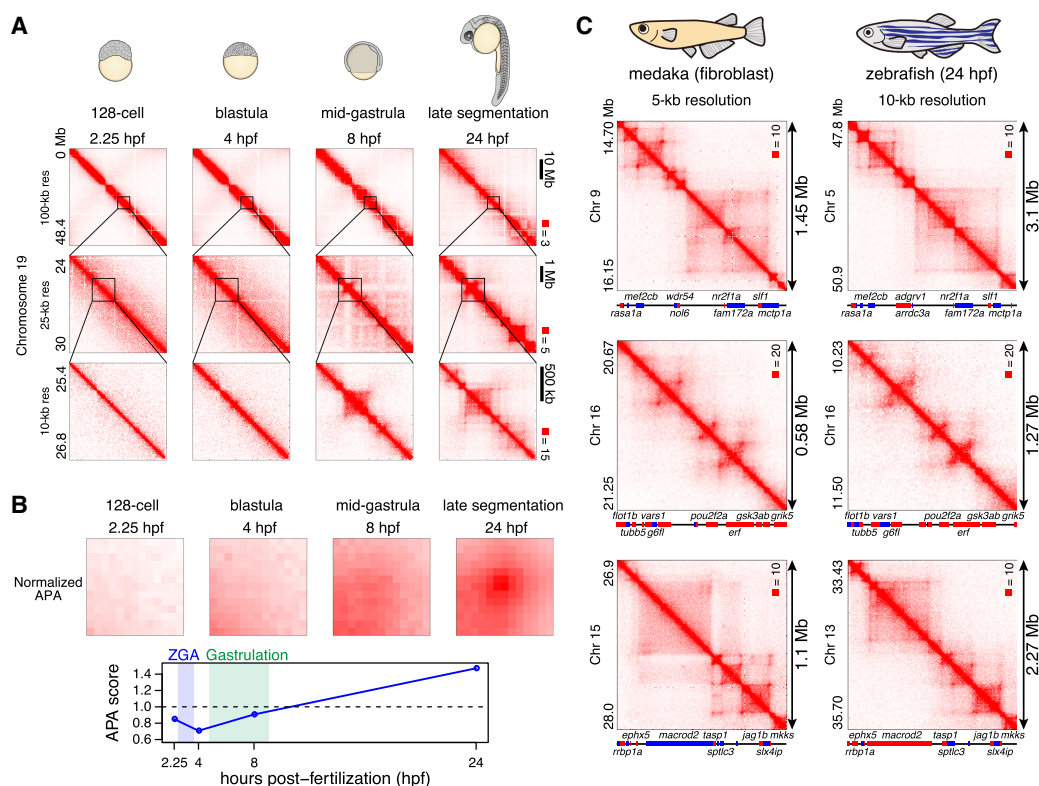 A
128-cell
blastula
mid-gastrula
late segmentation
2.25 hpf
4 hpf
8 hpf
24 hpf
Chromosome 19
100-kb res
0 Mb
48.4
10 Mb
= 3
25-kb res
24
30
1 Mb
= 5
10-kb res
25.4
26.8
500 kb
= 15
B
128-cell
blastula
mid-gastrula
late segmentation
2.25 hpf
4 hpf
8 hpf
24 hpf
Normalized
APA
ZGA
Gastrulation
APA score
1.4
1.2
1.0
0.8
0.6
2.25
4
8
24
hours post−fertilization (hpf)
C
medaka (fibroblast)
zebrafish (24 hpf)
5-kb resolution
10-kb resolution
14.70 Mb
Chr 9
16.15
= 10
1.45 Mb
mef2cb wdr54 nr2f1a slf1
rasa1a nol6 fam172a mctp1a
47.8 Mb
Chr 5
50.9
= 10
3.1 Mb
mef2cb adgrv1 nr2f1a slf1
rasa1a arrdc3a fam172a mctp1a
20.67
Chr 16
21.25
= 20
0.58 Mb
flot1b vars1 pou2f2a gsk3ab grik5
tubb5 g6fl erf
10.23
Chr 16
11.50
= 20
1.27 Mb
flot1b vars1 pou2f2a gsk3ab grik5
tubb5 g6fl erf
26.9
Chr 15
28.0
= 10
1.1 Mb
ephx5 macrod2 tasp1 jag1b mkks
rrbp1a sptlc3 slx4ip
33.43
Chr 13
35.70
= 10
2.27 Mb
ephx5 macrod2 tasp1 jag1b mkks
rrbp1a sptlc3 slx4ip